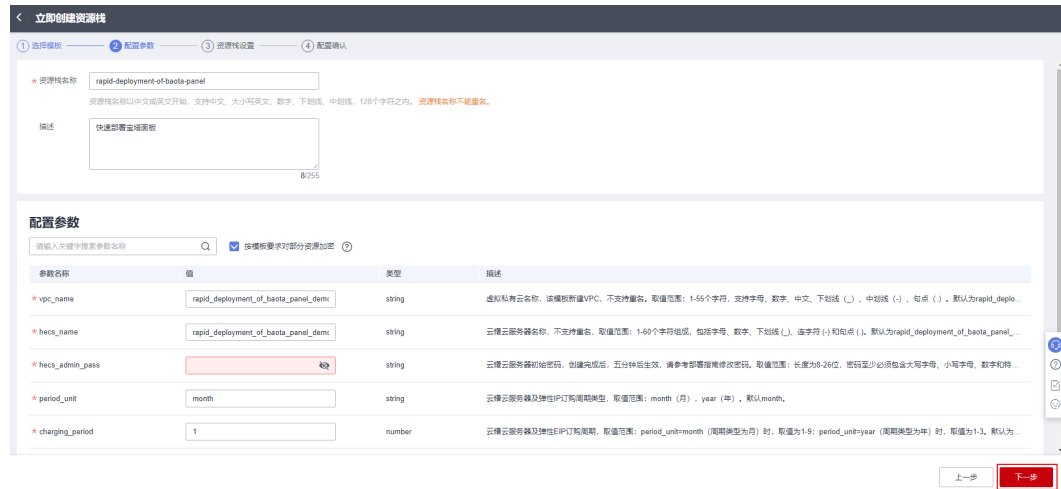 立即创建资源栈
1 选择模板 2 配置参数 3 资源栈设置 4 配置确认
* 资源栈名称 rapid-deployment-of-baota-panel
资源栈名称以中文或英文开始，支持中文、大小写英文、数字、下划线、中划线，128个字符之内。 资源栈名称不能重名。
描述 快速部署宝塔面板
8/255
配置参数
请输入关键字搜索参数名称 按模板要求对部分资源加密
参数名称 值 类型 描述
* vpc_name rapid_deployment_of_baota_panel_demo string 虚拟私有云名称，该模板新建VPC，不支持重名。取值范围：1-55个字符，支持字母、数字、中文、下划线（_）、中划线（-）、句点（.）。默认为rapid_deplo...
* hecs_name rapid_deployment_of_baota_panel_demo string 云耀云服务器名称，不支持重名，取值范围：1-60个字符组成，包括字母、数字、下划线 (_)、连字符 (-) 和句点 (.)。默认为rapid_deployment_of_baota_panel_...
* hecs_admin_pass string 云耀云服务器初始密码，创建完成后，五分钟后生效，请参考部署指南修改密码。取值范围：长度为8-26位，密码至少必须包含大写字母、小写字母、数字和特...
* period_unit month string 云耀云服务器及弹性IP订购周期类型，取值范围：month（月），year（年）。默认month。
* charging_period 1 number 云耀云服务器及弹性EIP订购周期，取值范围：period_unit=month（周期类型为月）时，取值为1-9；period_unit=year（周期类型为年）时，取值为1-3。默认为...
上一步 下一步